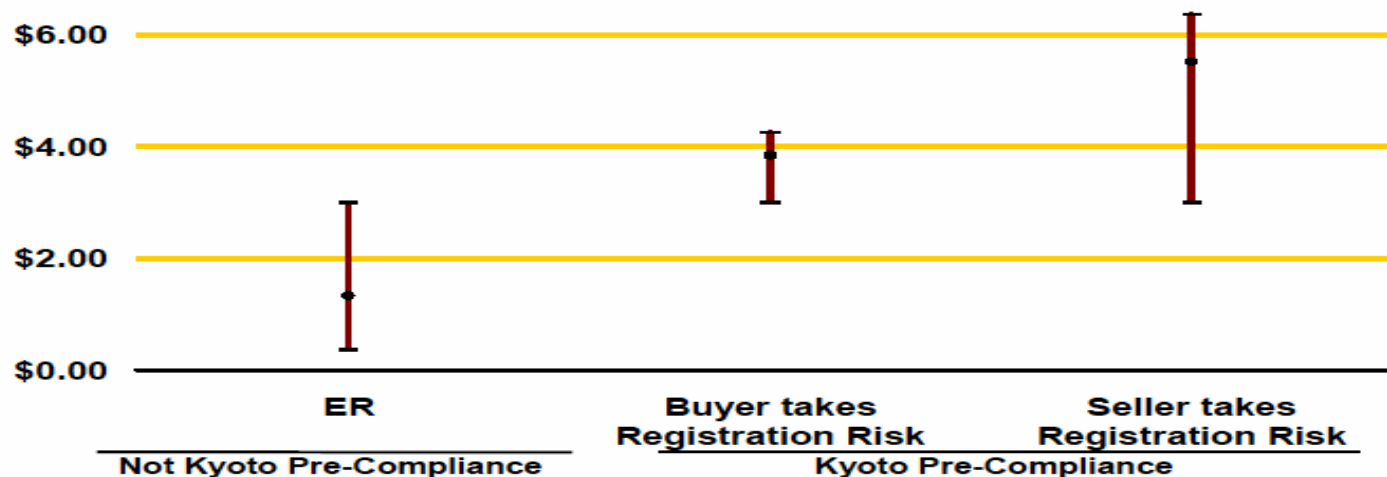 $6.00
$4.00
$2.00
$0.00
ER
Buyer takes
Registration Risk
Seller takes
Registration Risk
Not Kyoto Pre-Compliance
Kyoto Pre-Compliance